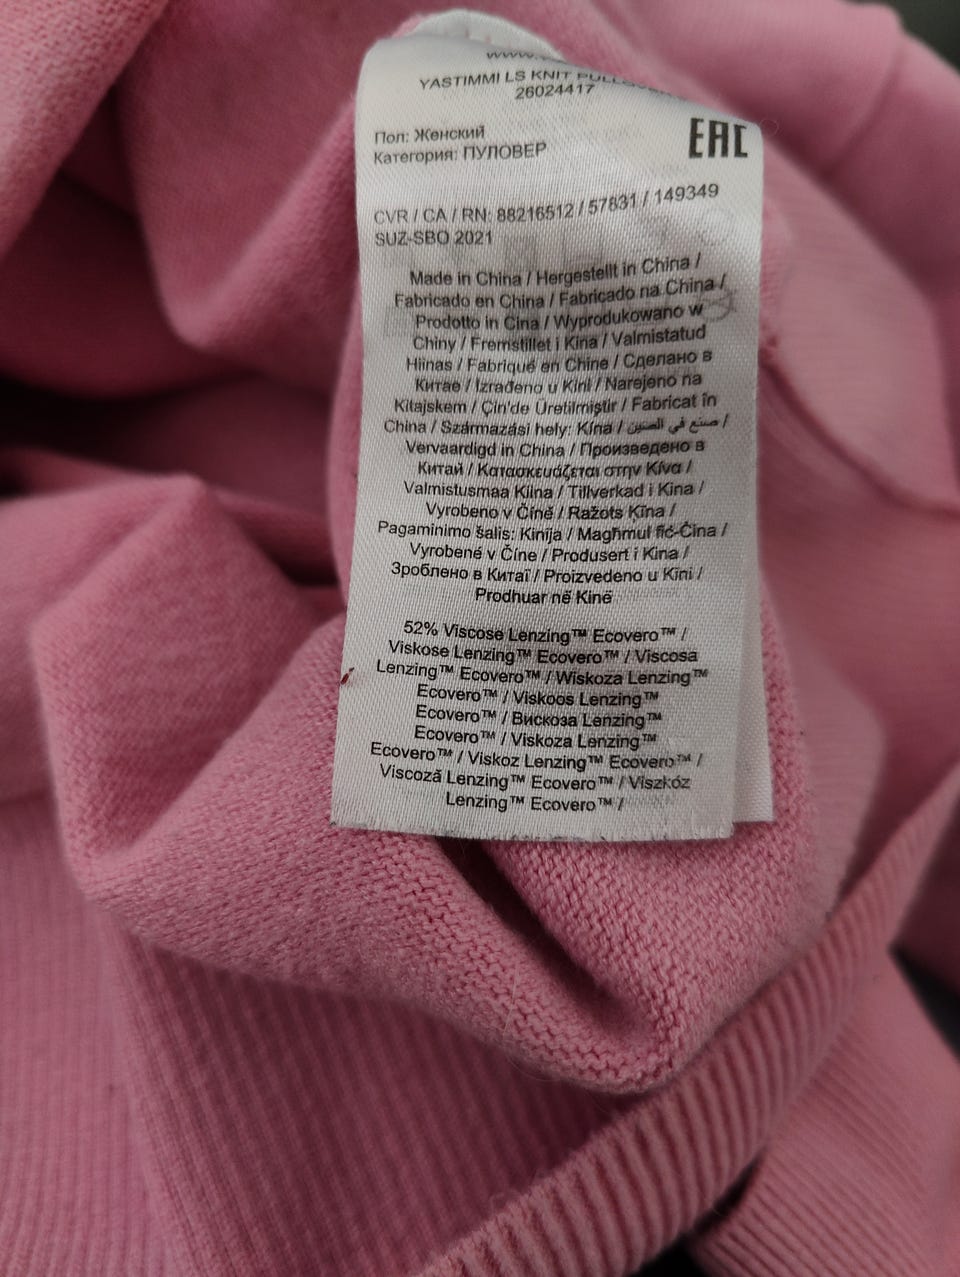 YASTIMMI LS KNIT
26024417
EAC
Пол: Женский
Категория: ПУЛОВЕР
CVR / CA / RN: 88216512 / 57831 / 149349
SUZ-SBO 2021
Made in China / Hergestellt in China /
Fabricado en China / Fabricado na China /
Prodotto in Cina / Wyprodukowano w
Chiny / Fremstillet i Kina / Valmistatud
Hiinas / Fabriqué en Chine / Сделано в
Китае / Izrađeno u Kini / Narejeno na
Kitajskem / Çin'de Üretilmiştir / Fabricat în
China / Származási hely: Kína / صنع في الصين /
Vervaardigd in China / Произведено в
Китай / Κατασκευάζεται στην Κίνα /
Valmistusmaa Kiina / Tillverkad i Kina /
Vyrobeno v Číně / Ražots Ķīna /
Pagaminimo šalis: Kinija / Magħmul fiċ-Ċina /
Vyrobené v Číne / Produsert i Kina /
Зроблено в Китаї / Proizvedeno u Kini /
Prodhuar në Kinë
52% Viscose Lenzing™ Ecovero™ /
Viskose Lenzing™ Ecovero™ / Viscosa
Lenzing™ Ecovero™ / Wiskoza Lenzing™
Ecovero™ / Viskoos Lenzing™
Ecovero™ / Вискоза Lenzing™
Ecovero™ / Viskoza Lenzing™
Ecovero™ / Viskoz Lenzing™ Ecovero™ /
Viscoză Lenzing™ Ecovero™ / Viszkóz
Lenzing™ Ecovero™ /